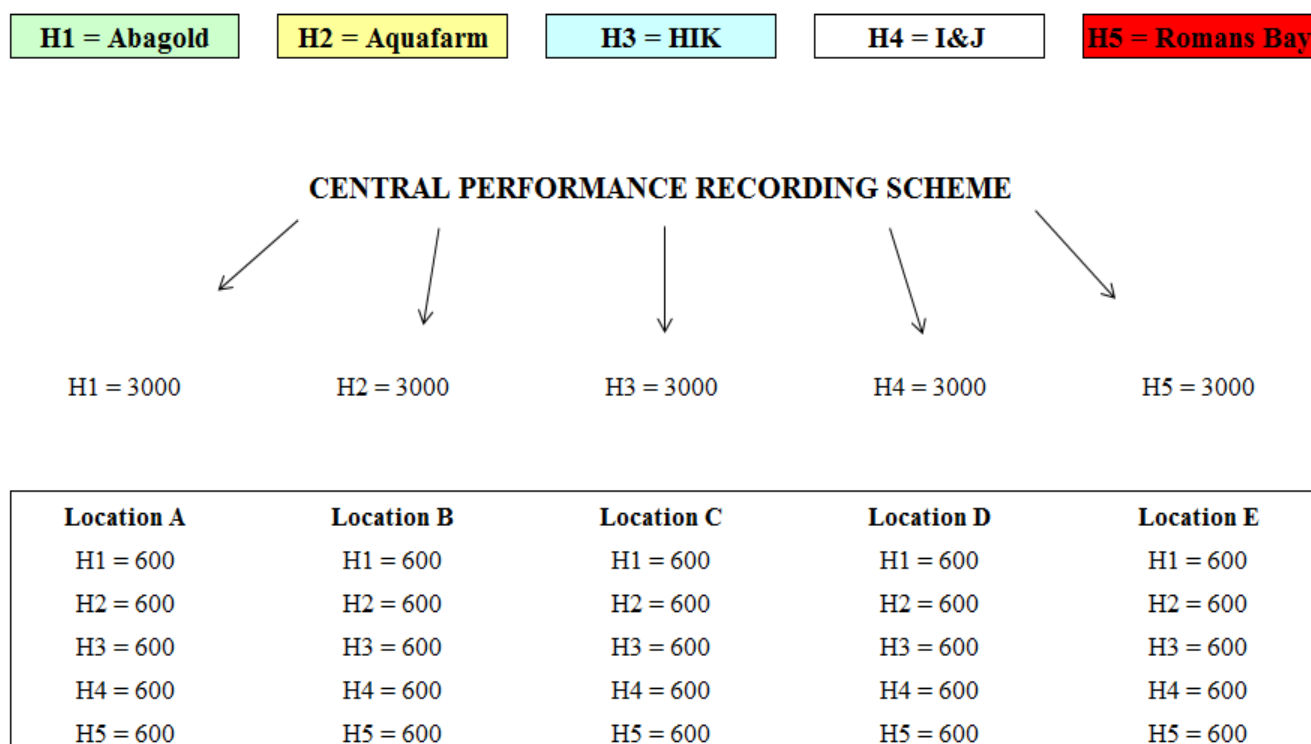 H1 = Abagold H2 = Aquafarm H3 = HIK H4 = I&J H5 = Romans Bay
CENTRAL PERFORMANCE RECORDING SCHEME
H1 = 3000 H2 = 3000 H3 = 3000 H4 = 3000 H5 = 3000
Location A Location B Location C Location D Location E
H1 = 600 H1 = 600 H1 = 600 H1 = 600 H1 = 600
H2 = 600 H2 = 600 H2 = 600 H2 = 600 H2 = 600
H3 = 600 H3 = 600 H3 = 600 H3 = 600 H3 = 600
H4 = 600 H4 = 600 H4 = 600 H4 = 600 H4 = 600
H5 = 600 H5 = 600 H5 = 600 H5 = 600 H5 = 600